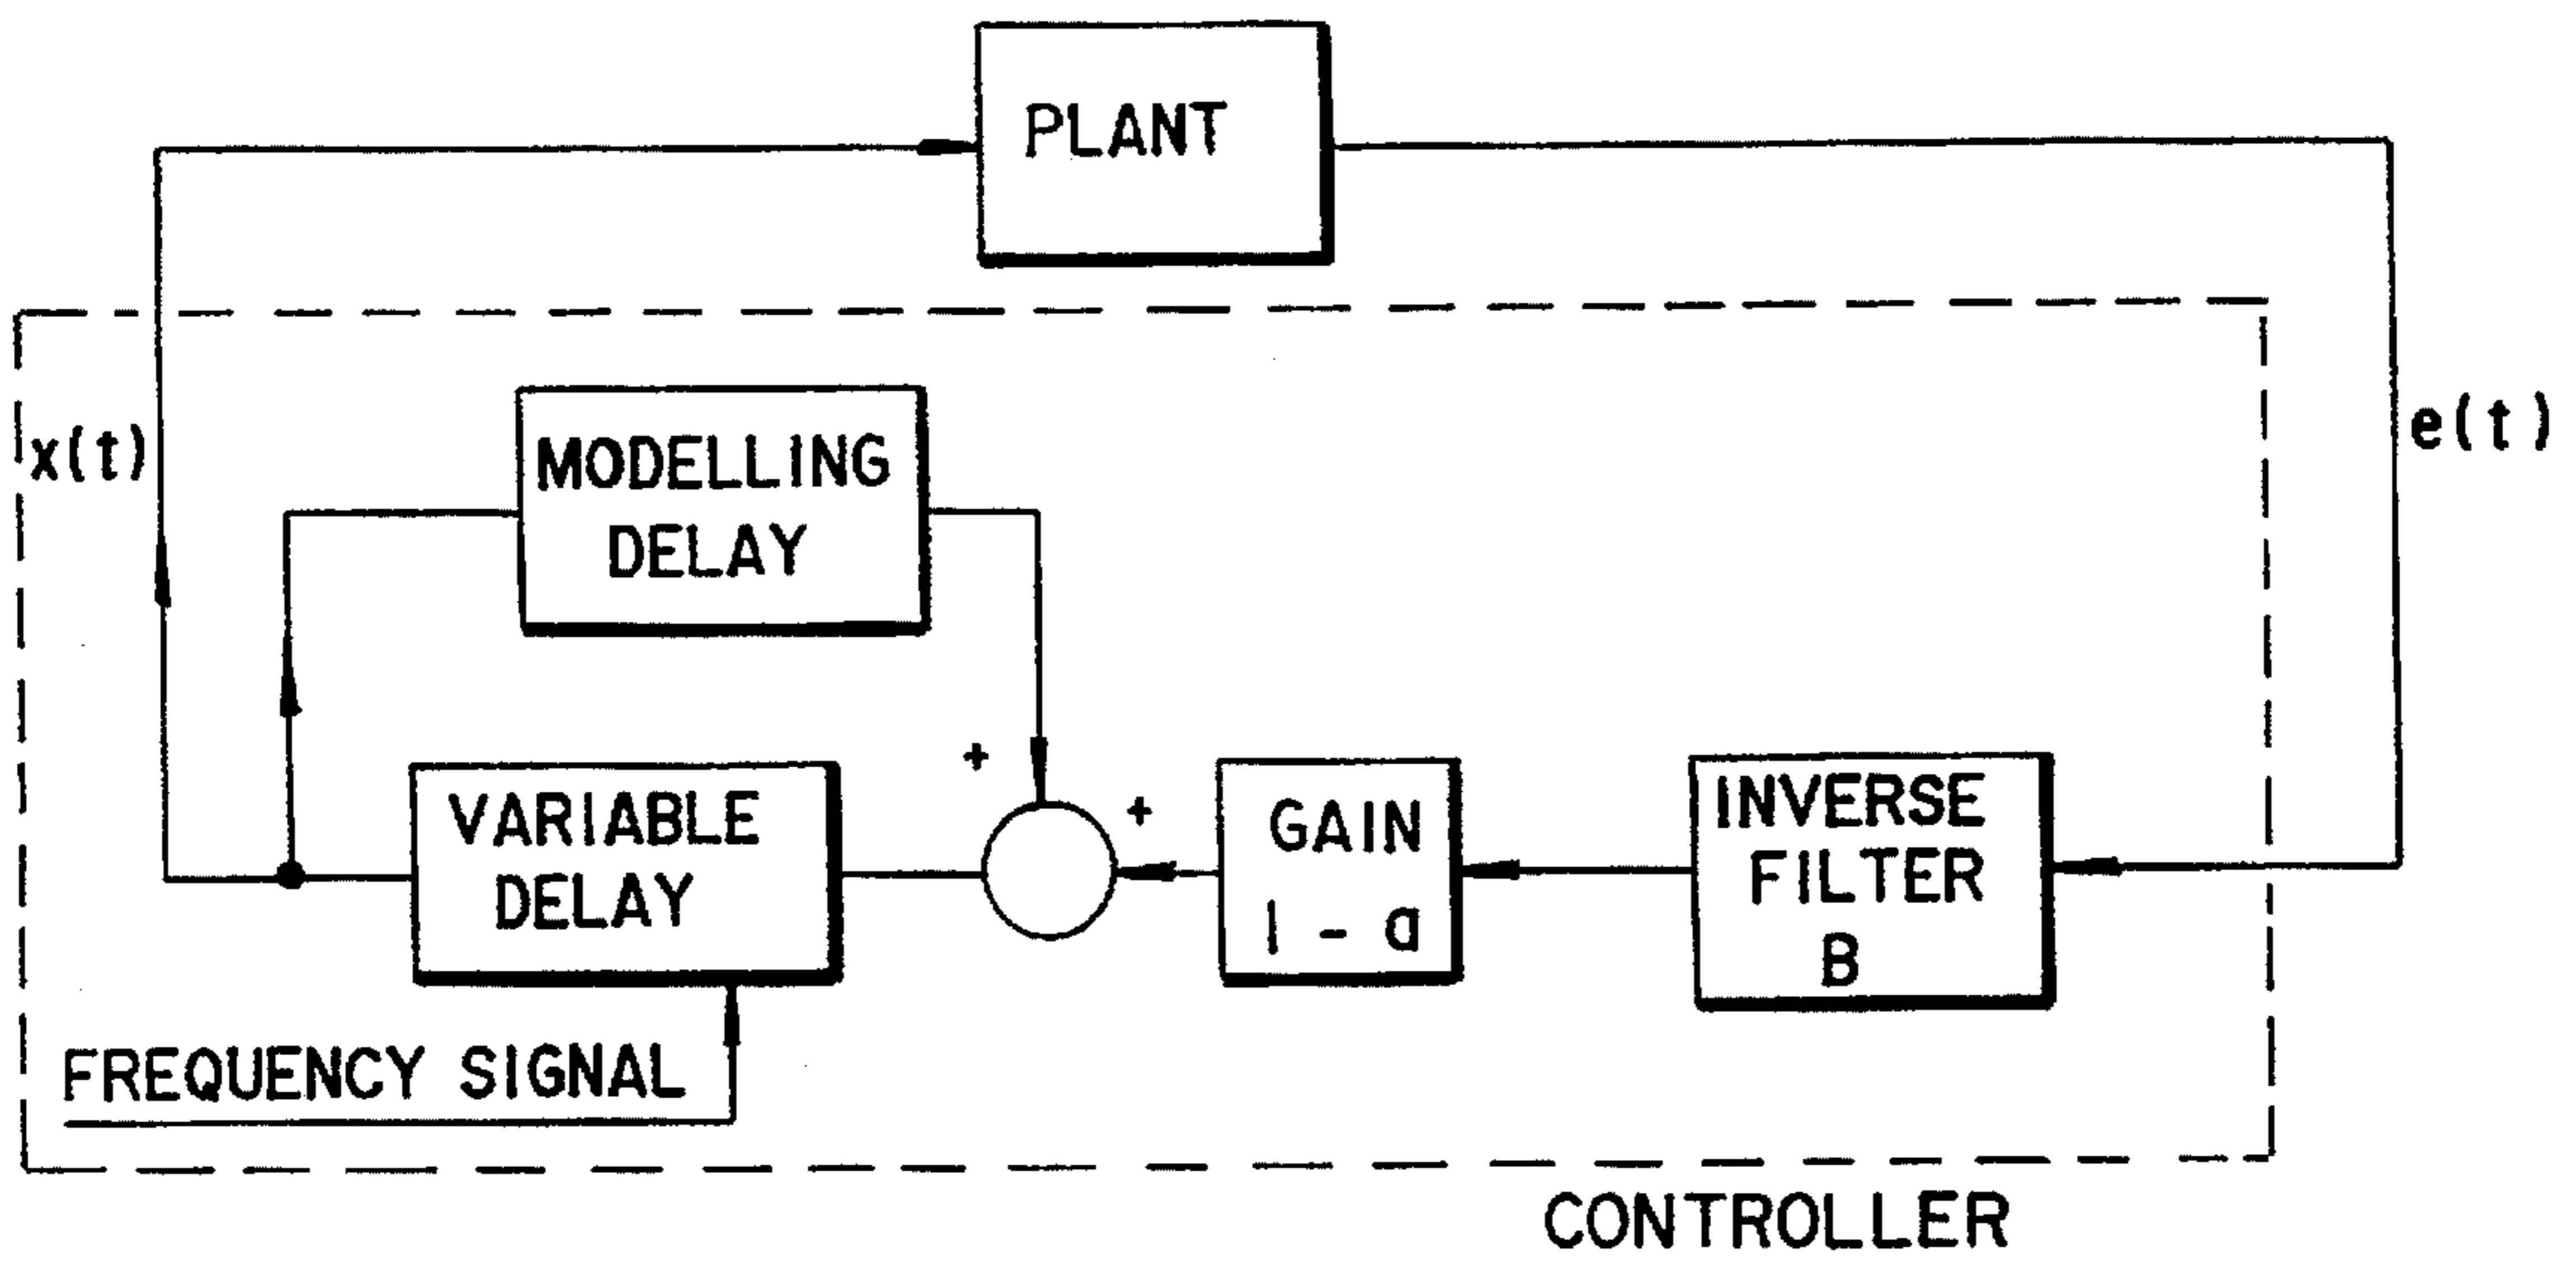 PLANT
x(t)
e(t)
MODELLING
DELAY
+
+
VARIABLE
DELAY
GAIN
1 - a
INVERSE
FILTER
B
FREQUENCY SIGNAL
CONTROLLER